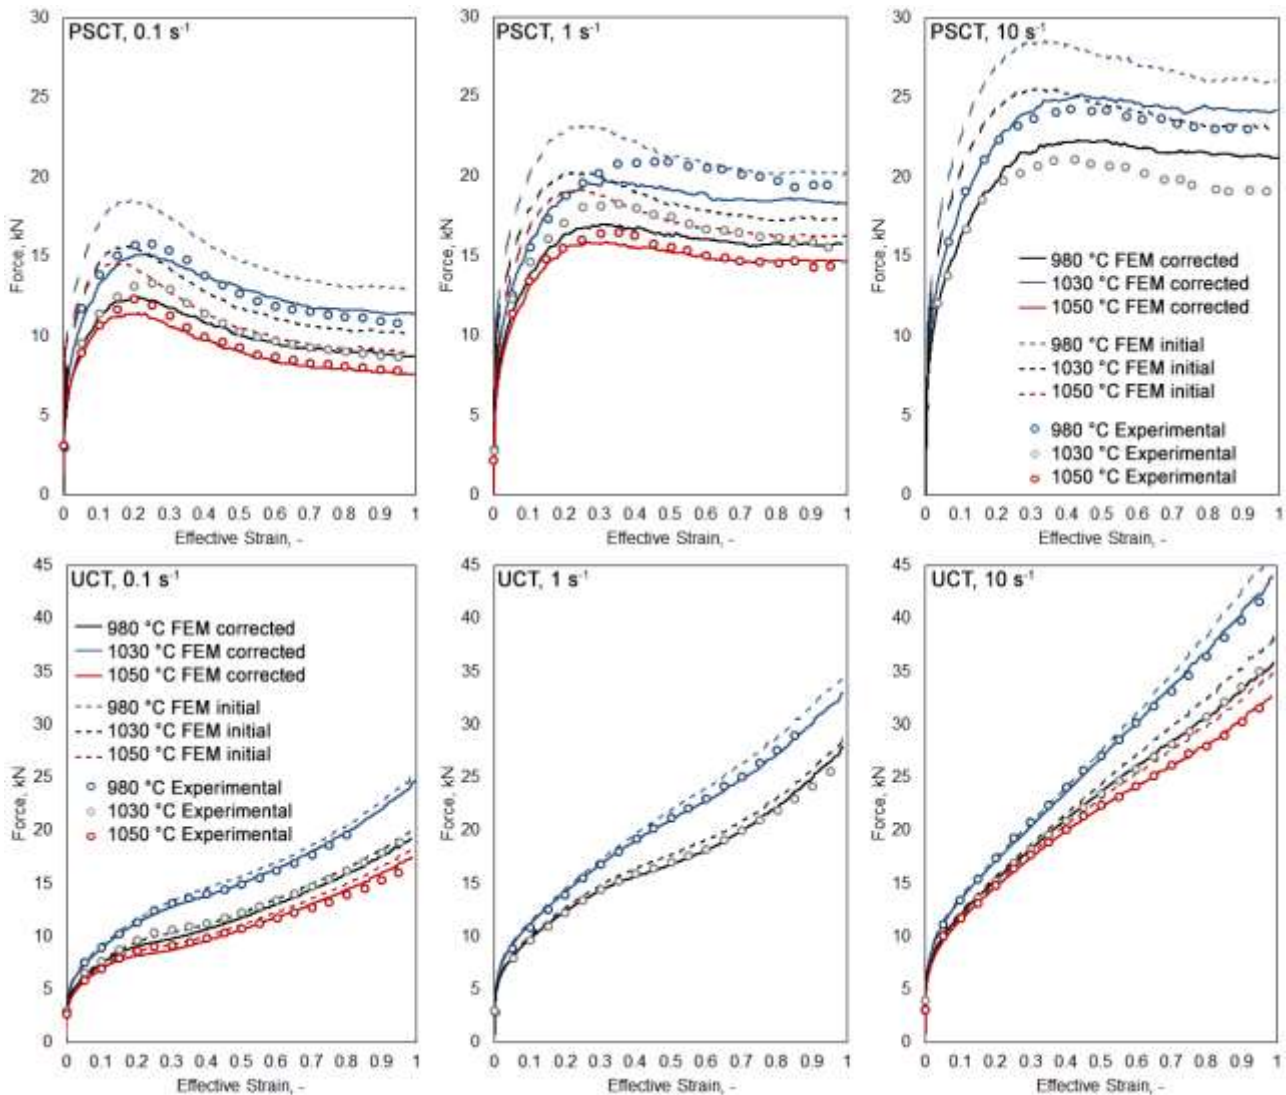 PSCT, 0.1 s⁻¹
30
25
20
15
10
5
0
Force, kN
0 0.1 0.2 0.3 0.4 0.5 0.6 0.7 0.8 0.9 1
Effective Strain, -
PSCT, 1 s⁻¹
30
25
20
15
10
5
0
Force, kN
0 0.1 0.2 0.3 0.4 0.5 0.6 0.7 0.8 0.9 1
Effective Strain, -
PSCT, 10 s⁻¹
30
25
20
15
10
5
0
Force, kN
980 °C FEM corrected
1030 °C FEM corrected
1050 °C FEM corrected
980 °C FEM initial
1030 °C FEM initial
1050 °C FEM initial
980 °C Experimental
1030 °C Experimental
1050 °C Experimental
0 0.1 0.2 0.3 0.4 0.5 0.6 0.7 0.8 0.9 1
Effective Strain, -
UCT, 0.1 s⁻¹
45
40
35
30
25
20
15
10
5
0
Force, kN
980 °C FEM corrected
1030 °C FEM corrected
1050 °C FEM corrected
980 °C FEM initial
1030 °C FEM initial
1050 °C FEM initial
980 °C Experimental
1030 °C Experimental
1050 °C Experimental
0 0.1 0.2 0.3 0.4 0.5 0.6 0.7 0.8 0.9 1
Effective Strain, -
UCT, 1 s⁻¹
45
40
35
30
25
20
15
10
5
0
Force, kN
0 0.1 0.2 0.3 0.4 0.5 0.6 0.7 0.8 0.9 1
Effective Strain, -
UCT, 10 s⁻¹
45
40
35
30
25
20
15
10
5
0
Force, kN
0 0.1 0.2 0.3 0.4 0.5 0.6 0.7 0.8 0.9 1
Effective Strain, -